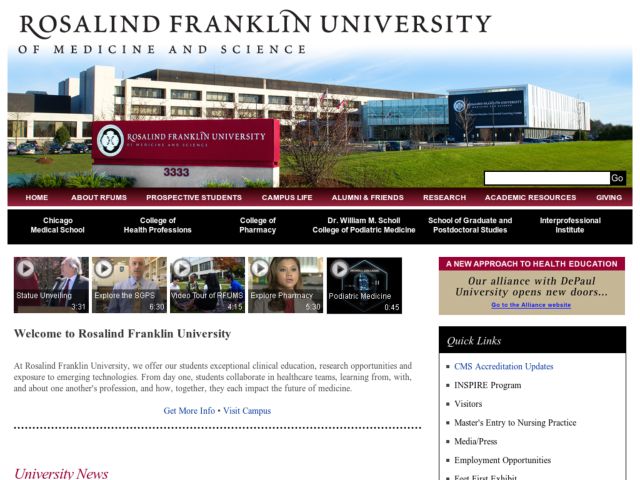 ROSALIND FRANKLIN UNIVERSITY
OF MEDICINE AND SCIENCE
ROSALIND FRANKLIN UNIVERSITY
OF MEDICINE AND SCIENCE
3333
ROSALIND FRANKLIN UNIVERSITY
Go
HOME ABOUT RFUMS PROSPECTIVE STUDENTS CAMPUS LIFE ALUMNI & FRIENDS RESEARCH ACADEMIC RESOURCES GIVING
Chicago College of College of Dr. William M. Scholl School of Graduate and Interprofessional
Medical School Health Professions Pharmacy College of Podiatric Medicine Postdoctoral Studies Institute
Statue Unveiling Explore the SGPS Video Tour of RFUMS Explore Pharmacy Podiatric Medicine
3:31 6:30 4:15 5:30 0:45
A NEW APPROACH TO HEALTH EDUCATION
Our alliance with DePaul
University opens new doors...
Go to the Alliance website
Welcome to Rosalind Franklin University
At Rosalind Franklin University, we offer our students exceptional clinical education, research opportunities and
exposure to emerging technologies. From day one, students collaborate in healthcare teams, learning from, with,
and about one another's profession, and how, together, they each impact the future of medicine.
Get More Info • Visit Campus
University News
Quick Links
CMS Accreditation Updates
INSPIRE Program
Visitors
Master's Entry to Nursing Practice
Media/Press
Employment Opportunities
Feet First Exhibit